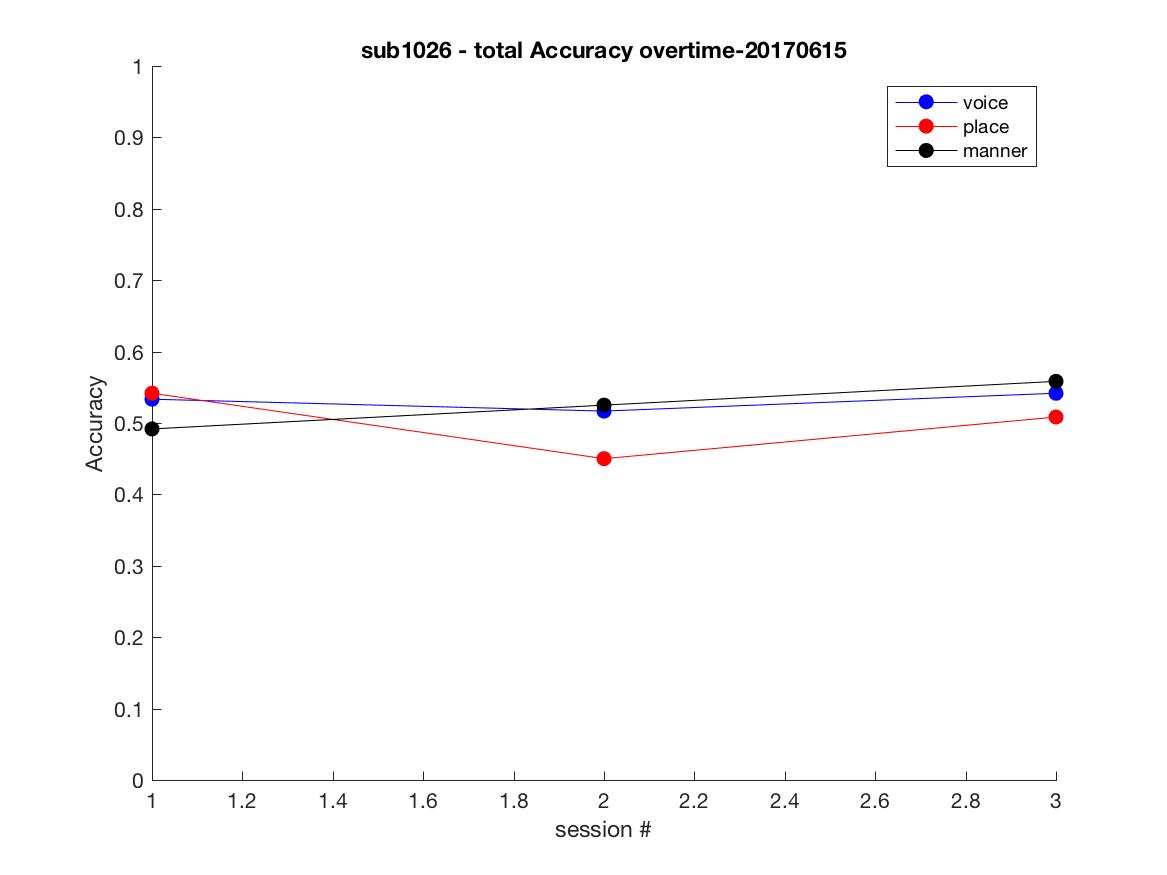 sub1026 - total Accuracy overtime-20170615
voice
place
manner
1
0.9
0.8
0.7
0.6
0.5
0.4
0.3
0.2
0.1
0
Accuracy
1 1.2 1.4 1.6 1.8 2 2.2 2.4 2.6 2.8 3
session #